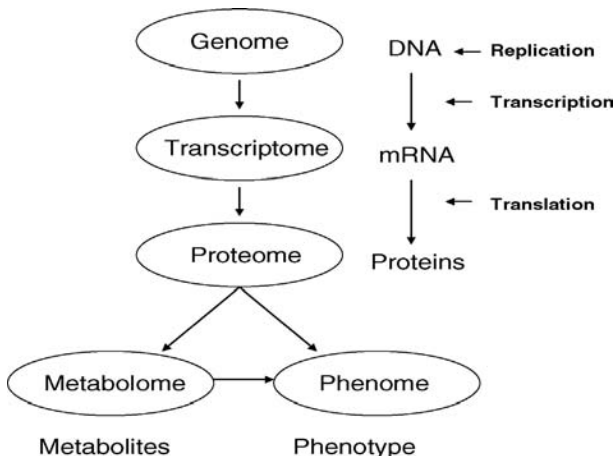 Genome
DNA
Replication
Transcription
Transcriptome
mRNA
Translation
Proteome
Proteins
Metabolome
Phenome
Metabolites
Phenotype